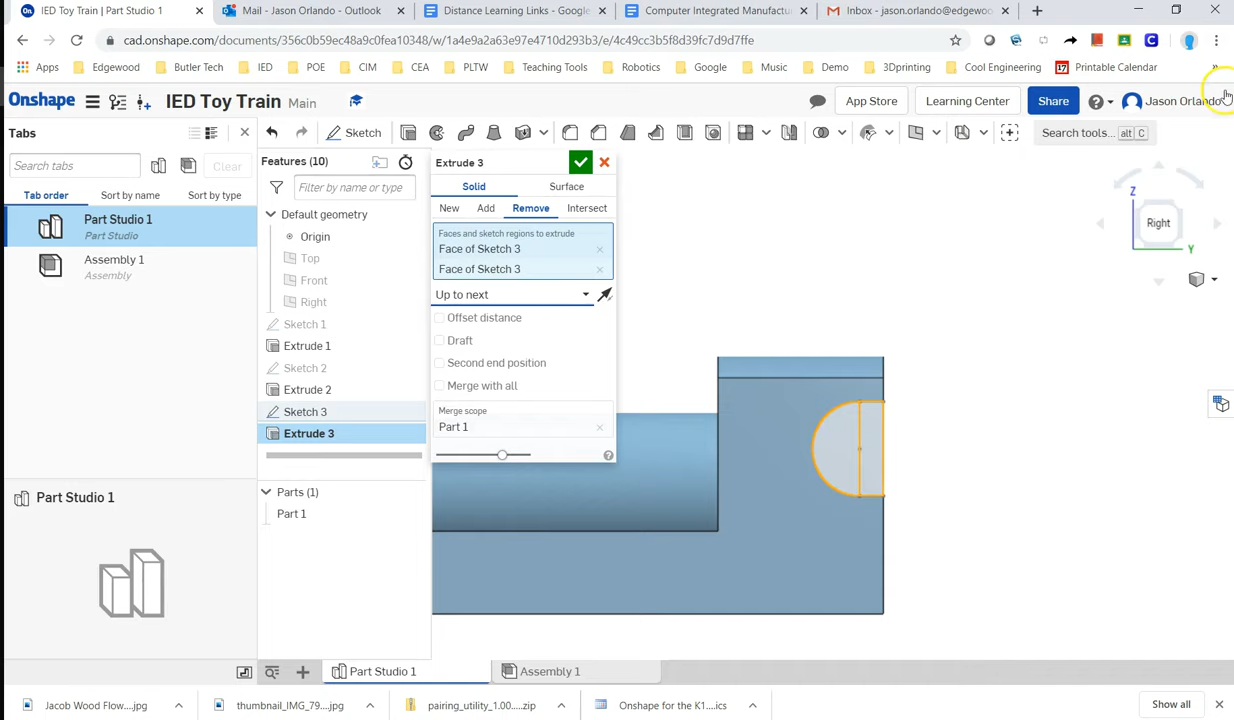 IED Toy Train | Part Studio 1
Mail - Jason Orlando - Outlook
Distance Learning Links - Google
Computer Integrated Manufactur
Inbox - jason.orlando@edgewoo
cad.onshape.com/documents/356c0b59ec48a9c0fea10348/w/1a4e9a2a63e97e4710d293b3/e/4c49cc3b5f8d39fc7d9d7ffe
Apps
Edgewood
Butler Tech
IED
POE
CIM
CEA
PLTW
Teaching Tools
Robotics
Google
Music
Demo
3Dprinting
Cool Engineering
17
Printable Calendar
»
On
Onshape
IED Toy Train
Main
App Store
Learning Center
Share
Jason Orlando
Tabs
Sketch
Search tools...
alt
C
Search tabs
Clear
Tab order
Sort by name
Sort by type
Part Studio 1
Part Studio
Assembly 1
Assembly
Part Studio 1
Features (10)
Filter by name or type
Default geometry
Origin
Top
Front
Right
Sketch 1
Extrude 1
Sketch 2
Extrude 2
Sketch 3
Extrude 3
Parts (1)
Part 1
Extrude 3
Solid
Surface
New
Add
Remove
Intersect
Faces and sketch regions to extrude
Face of Sketch 3
Face of Sketch 3
Up to next
Offset distance
Draft
Second end position
Merge with all
Merge scope
Part 1
Z
Right
Y
Part Studio 1
Assembly 1
Jacob Wood Flow....jpg
thumbnail_IMG_79....jpg
pairing_utility_1.00....zip
Onshape for the K1....ics
Show all